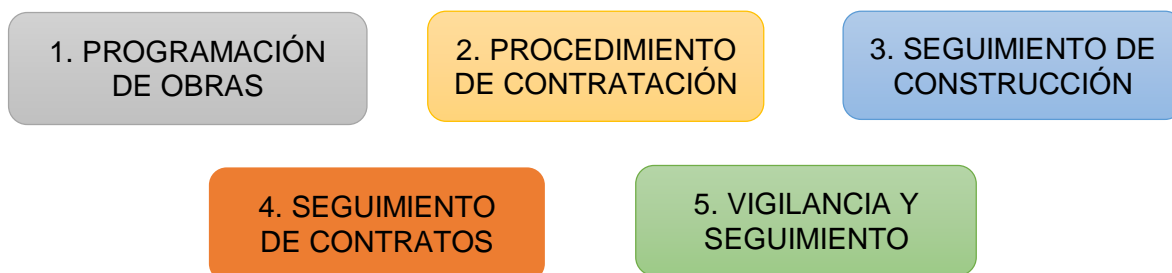 1. PROGRAMACIÓN
DE OBRAS
2. PROCEDIMIENTO
DE CONTRATACIÓN
3. SEGUIMIENTO DE
CONSTRUCCIÓN
4. SEGUIMIENTO
DE CONTRATOS
5. VIGILANCIA Y
SEGUIMIENTO